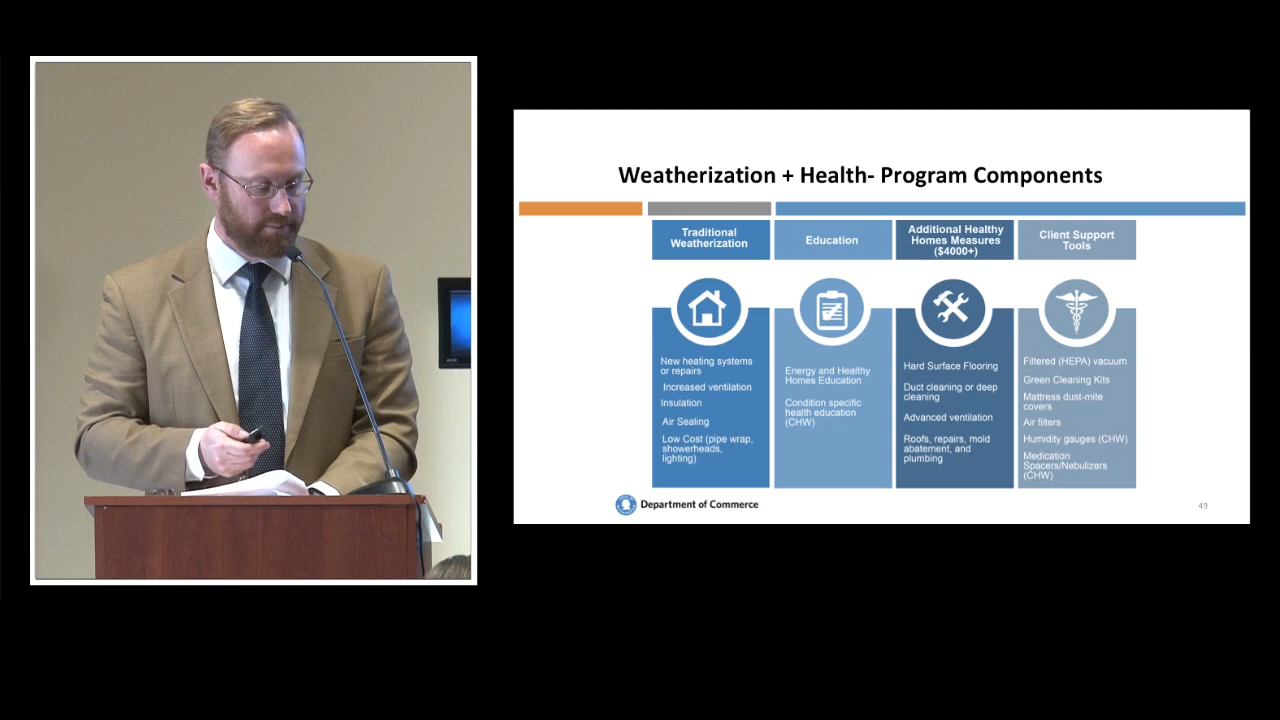 Weatherization + Health- Program Components
Traditional
Weatherization
Education
Additional Healthy
Homes Measures
($4000+)
Client Support
Tools
New heating systems
or repairs
Increased ventilation
Insulation
Air Sealing
Low Cost (pipe wrap,
showerheads,
lighting)
Energy and Healthy
Homes Education
Condition specific
health education
(CHW)
Hard Surface Flooring
Duct cleaning or deep
cleaning
Advanced ventilation
Roofs, repairs, mold
abatement, and
plumbing
Filtered (HEPA) vacuum
Green Cleaning Kits
Mattress dust-mite
covers
Air filters
Humidity gauges (CHW)
Medication
Spacers/Nebulizers
(CHW)
Department of Commerce
49